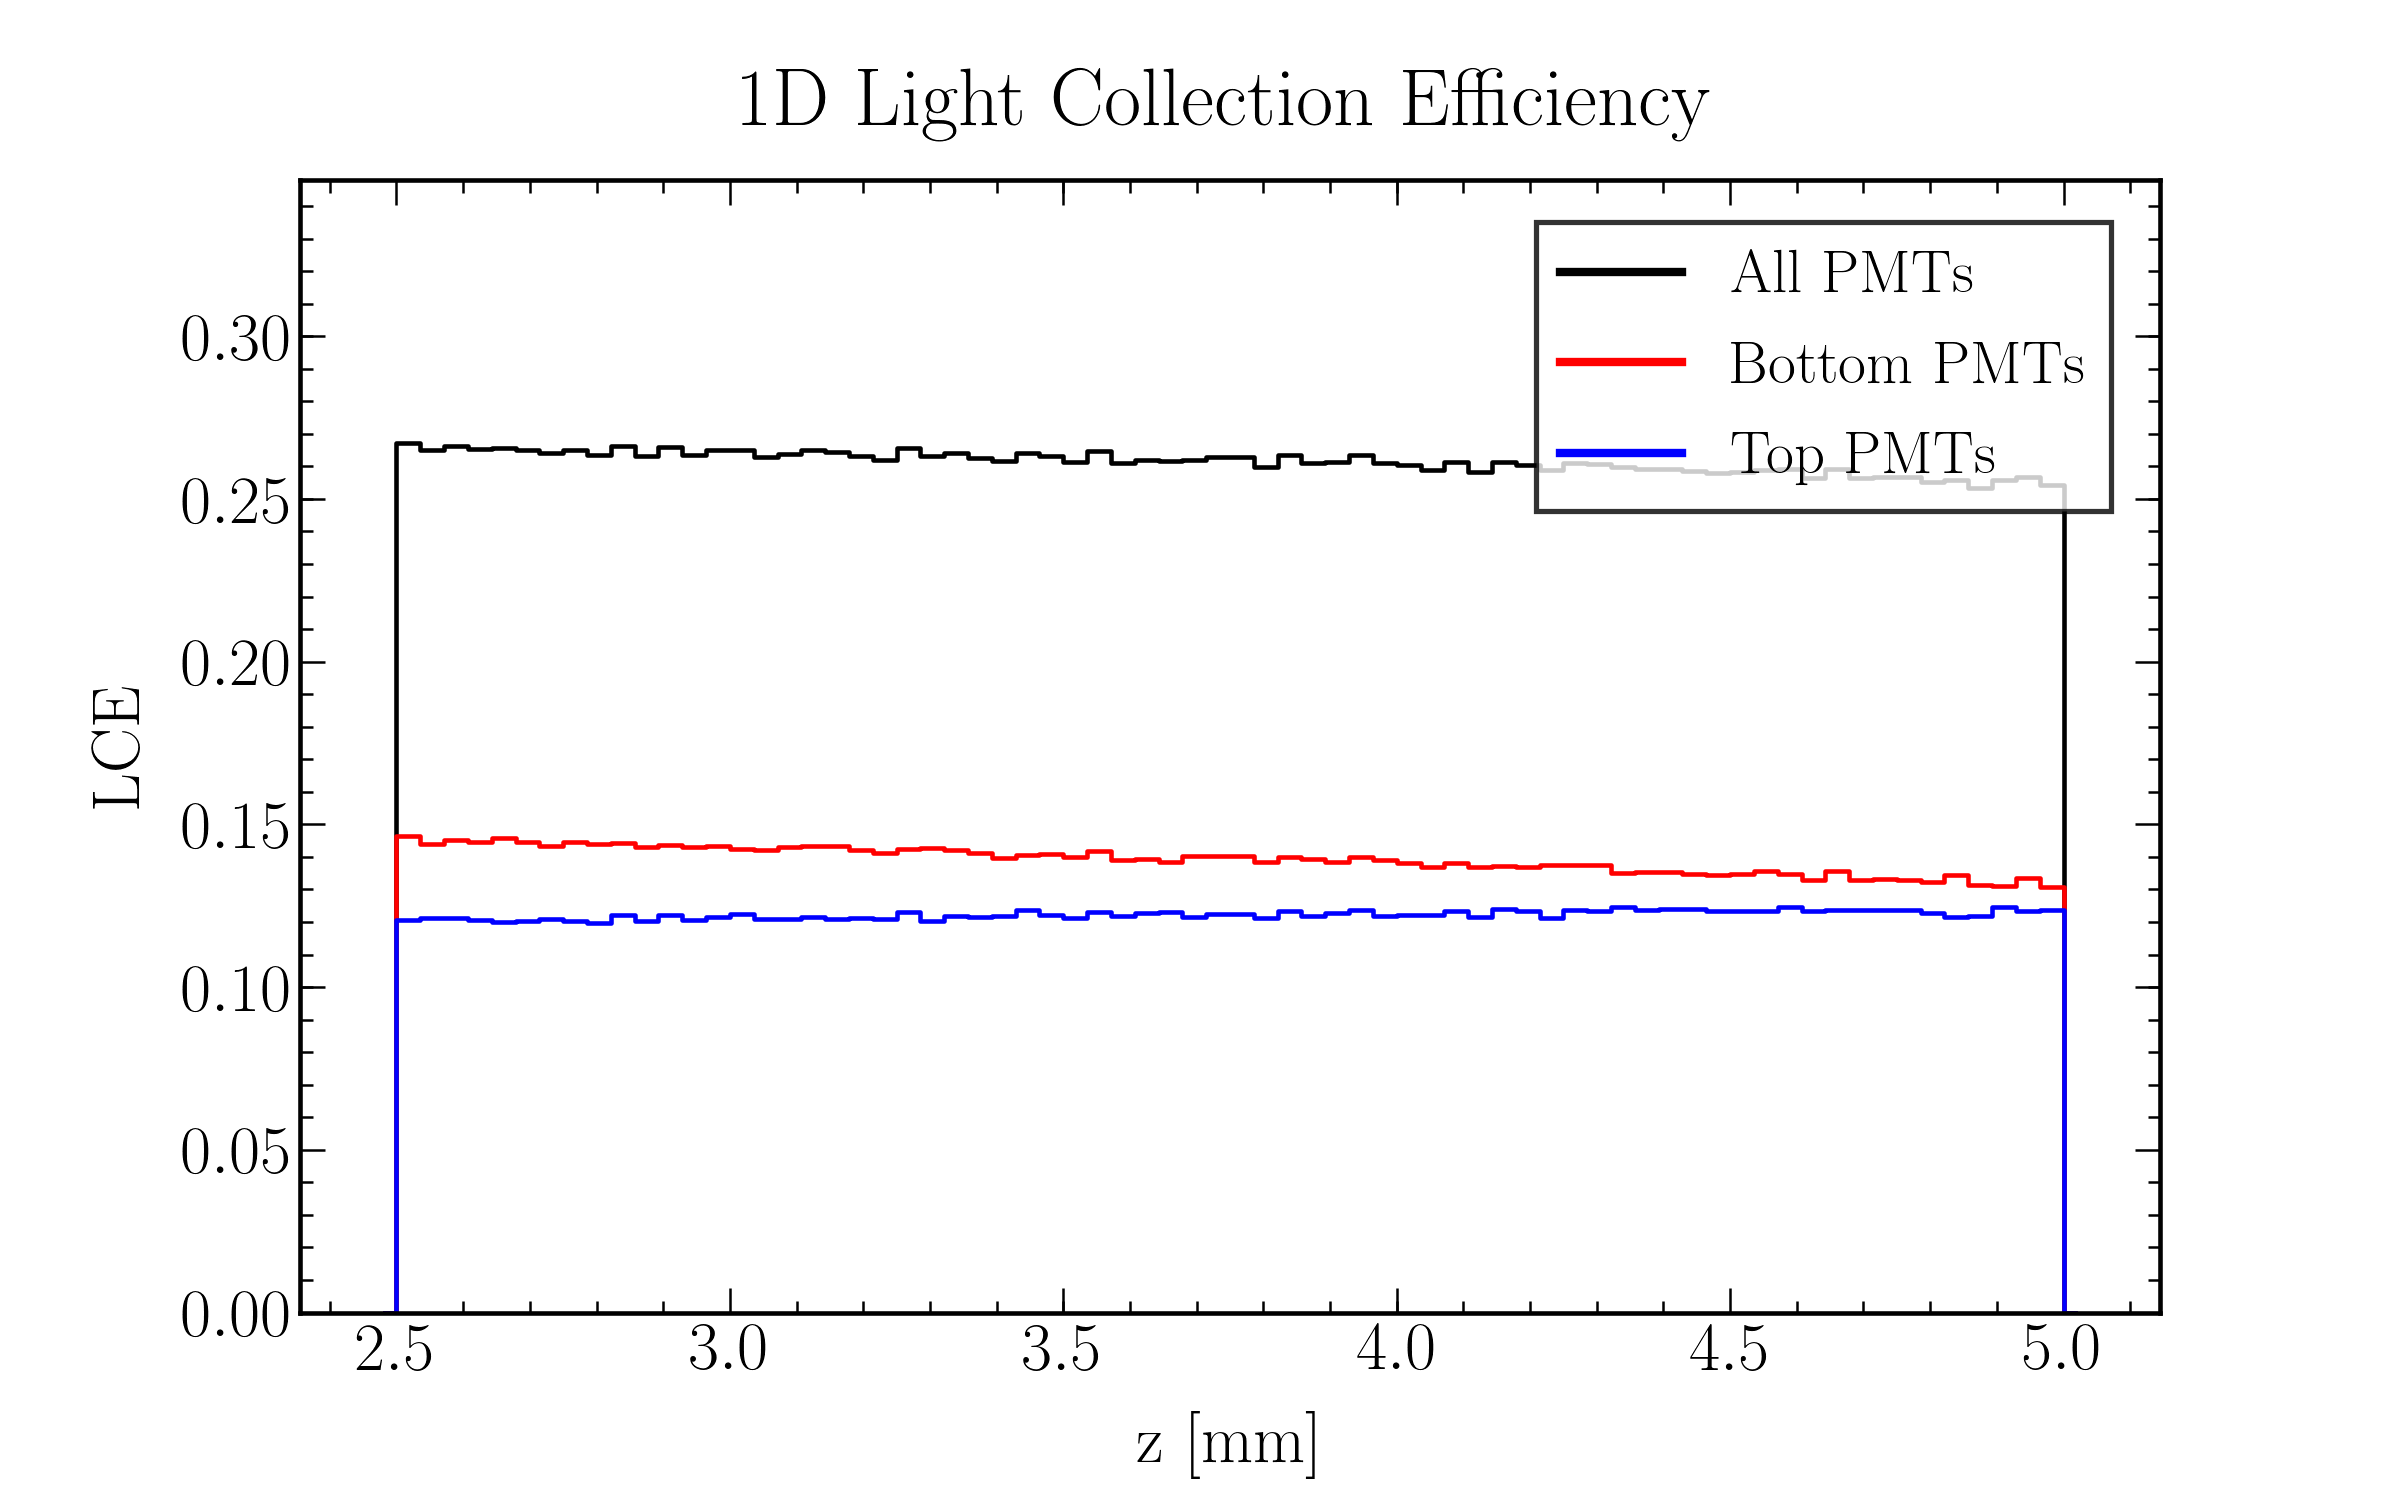 1D Light Collection Efficiency
All PMTs
Bottom PMTs
Top PMTs
LCE
0.30
0.25
0.20
0.15
0.10
0.05
0.00
2.5 3.0 3.5 4.0 4.5 5.0
z [mm]